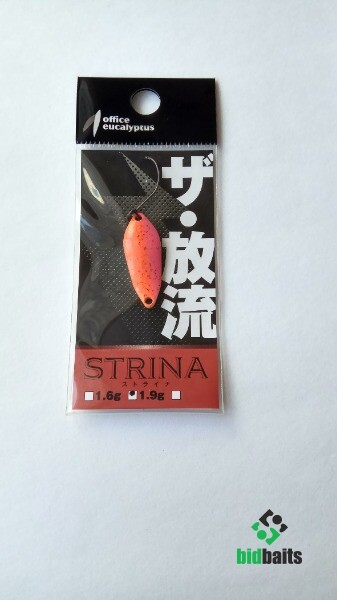 office
eucalyptus
ザ・放流
STRINA
ストライナ
1.6g 1.9g
bidbaits